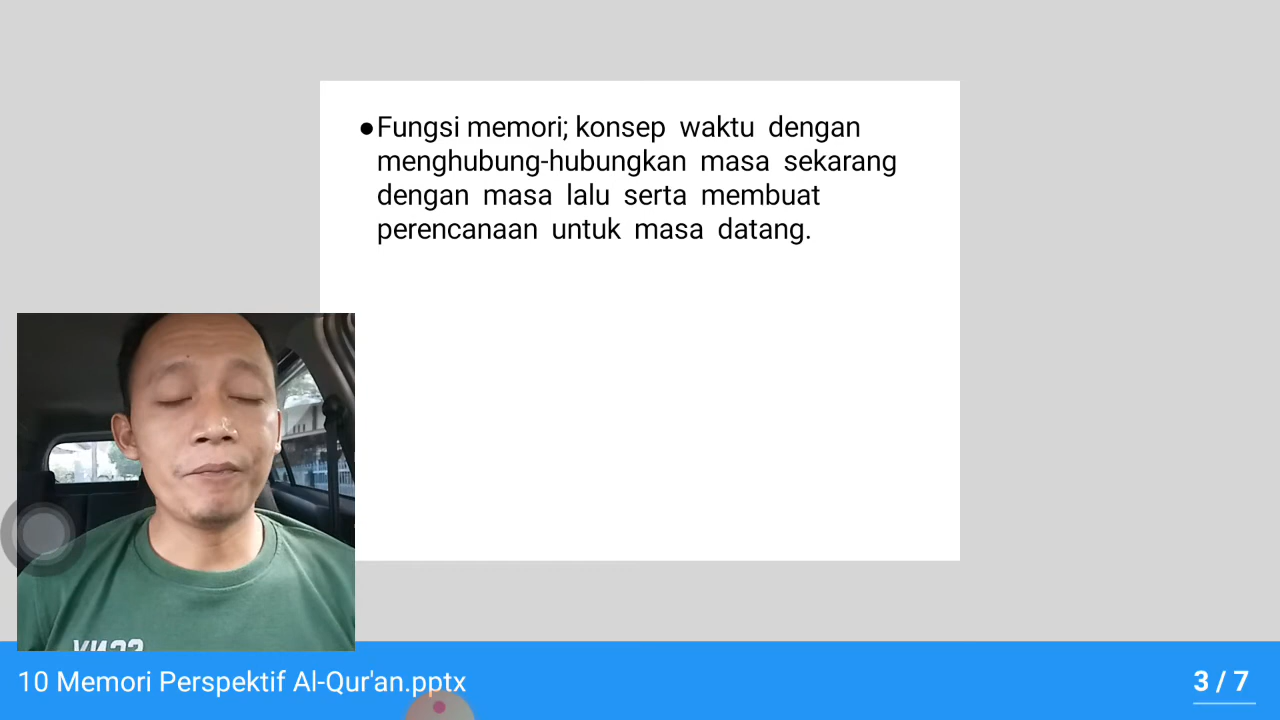 ●Fungsi memori; konsep waktu dengan
menghubung-hubungkan masa sekarang
dengan masa lalu serta membuat
perencanaan untuk masa datang.
10 Memori Perspektif Al-Qur'an.pptx
3 / 7